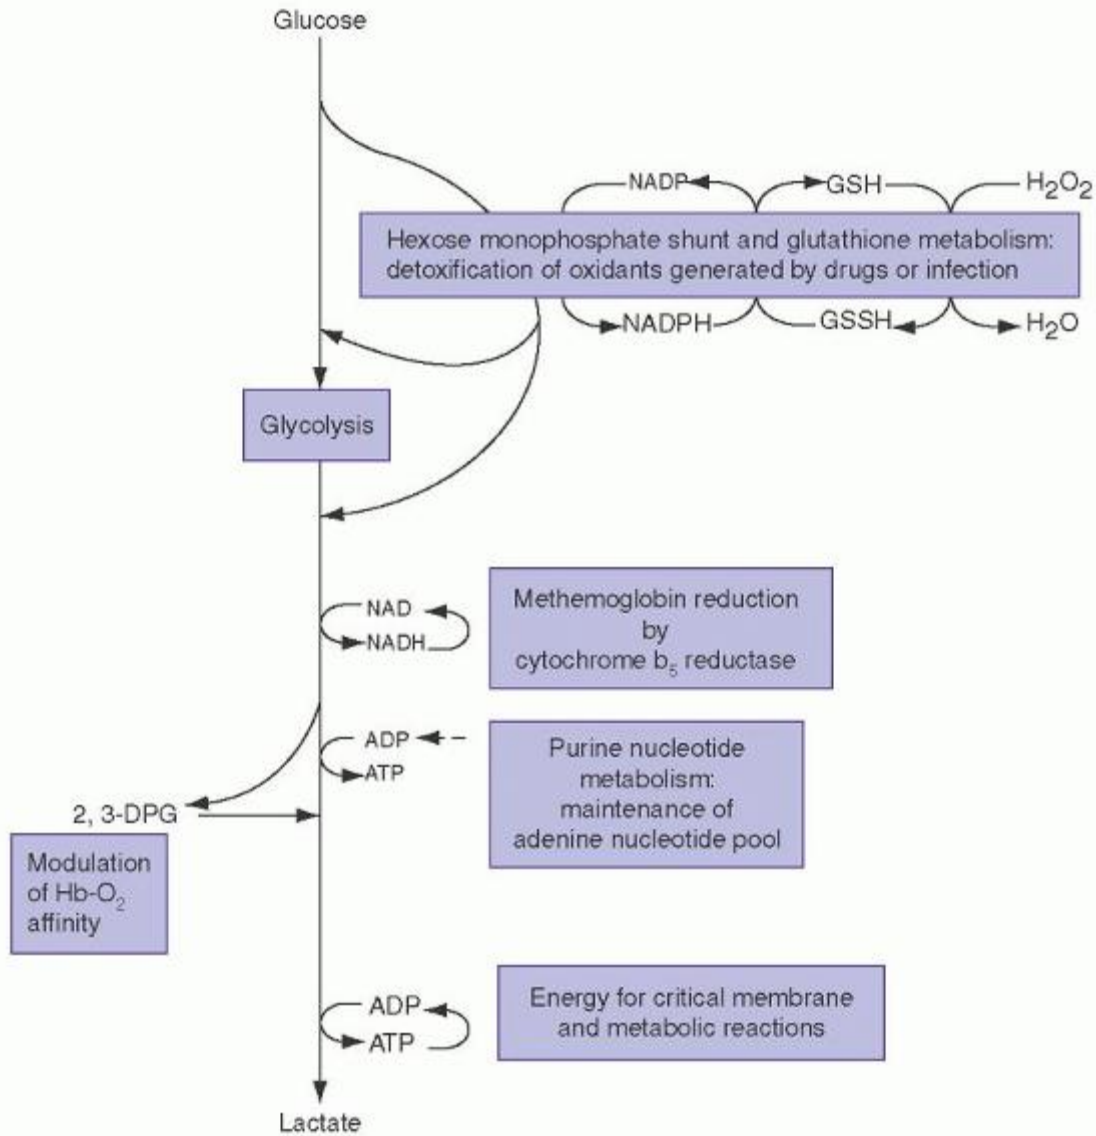 Glucose
NADP
GSH
H₂O₂
Hexose monophosphate shunt and glutathione metabolism:
detoxification of oxidants generated by drugs or infection
NADPH
GSSH
H₂O
Glycolysis
NAD
NADH
Methemoglobin reduction
by
cytochrome b₅ reductase
ADP
ATP
Purine nucleotide
metabolism:
maintenance of
adenine nucleotide pool
2, 3-DPG
Modulation
of Hb-O₂
affinity
ADP
ATP
Energy for critical membrane
and metabolic reactions
Lactate